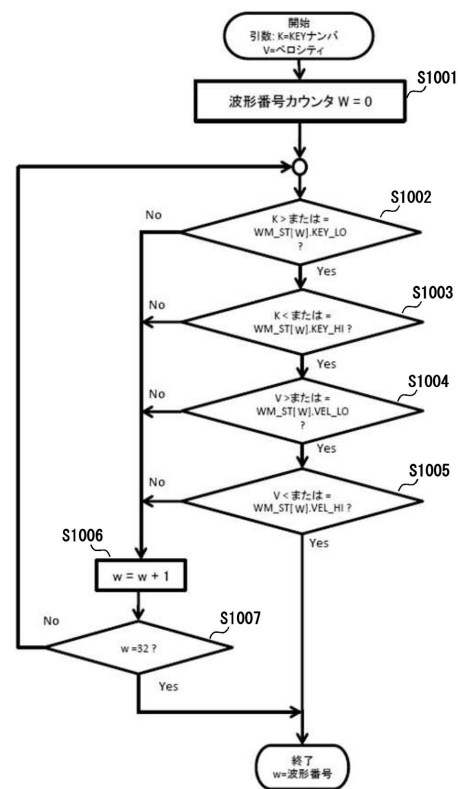 開始
引数: K=KEYナンバ
V=ベロシティ
S1001
波形番号カウンタ W = 0
S1002
No
K > または =
WM_ST[W].KEY_LO
?
Yes
S1003
No
K < または =
WM_ST[W].KEY_HI ?
Yes
S1004
No
V >または =
WM_ST[W].VEL_LO
?
Yes
S1005
No
V < または =
WM_ST[W].VEL_HI ?
Yes
S1006
w = w + 1
S1007
No
w =32 ?
Yes
終了
w=波形番号